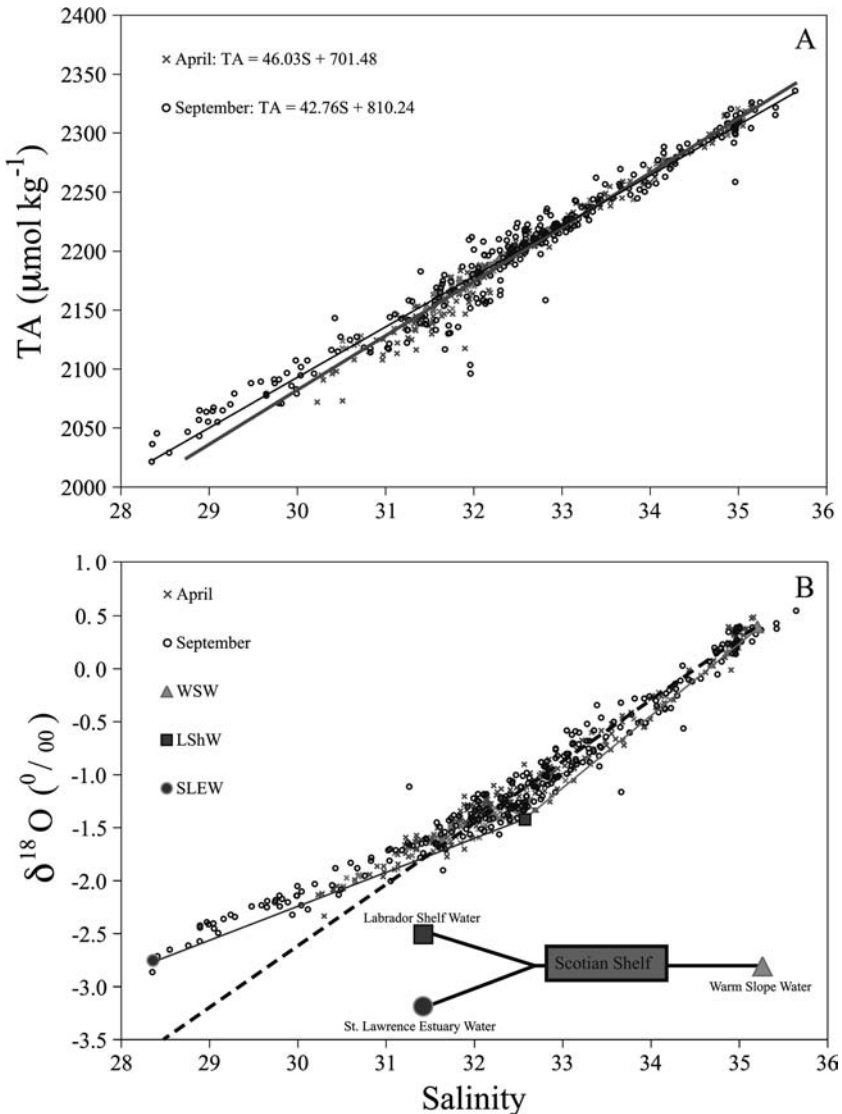 A
× April: TA = 46.03S + 701.48
September: TA = 42.76S + 810.24
TA (μmol kg⁻¹)
2400
2350
2300
2250
2200
2150
2100
2050
2000
28 29 30 31 32 33 34 35 36
B
× April
September
WSW
LShW
SLEW
δ¹⁸O (⁰/₀₀)
1.0
0.5
0.0
-0.5
-1.0
-1.5
-2.0
-2.5
-3.0
-3.5
Labrador Shelf Water
Scotian Shelf
Warm Slope Water
St. Lawrence Estuary Water
28 29 30 31 32 33 34 35 36
Salinity